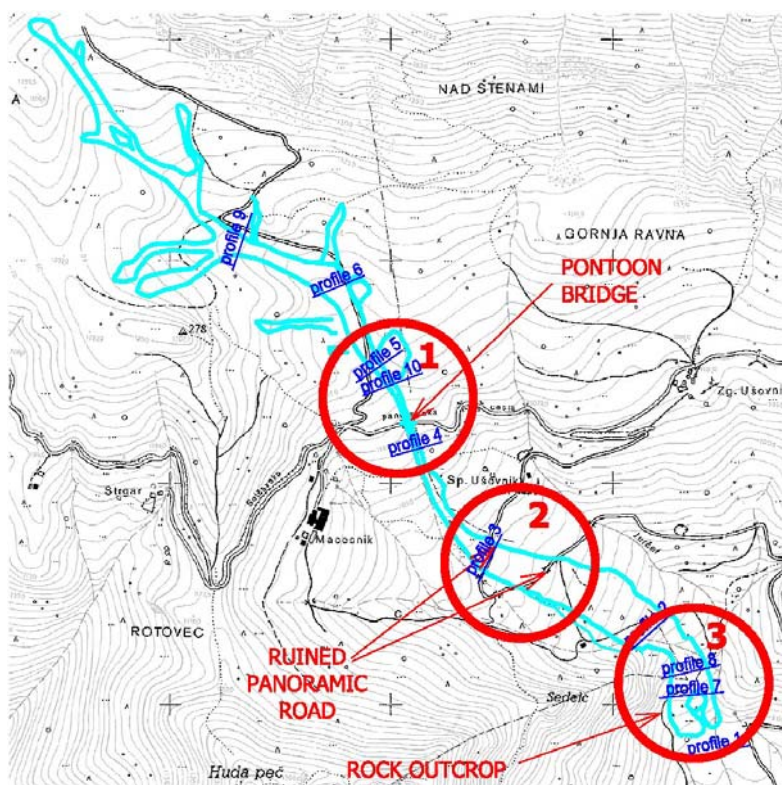 NAD STENAMI
GORNJA RAVNA
profile 9
profile 6
PONTOON
BRIDGE
278
1
profile 5
profile 10
profile 4
Zg. Ušovnik
Strgar
Sp. Ušovnik
Macesnik
2
profile 3
ROTOVEC
RUINED
PANORAMIC
ROAD
3
profile 8
profile 7
Sedelc
profile 1
ROCK OUTCROP
Huda peč